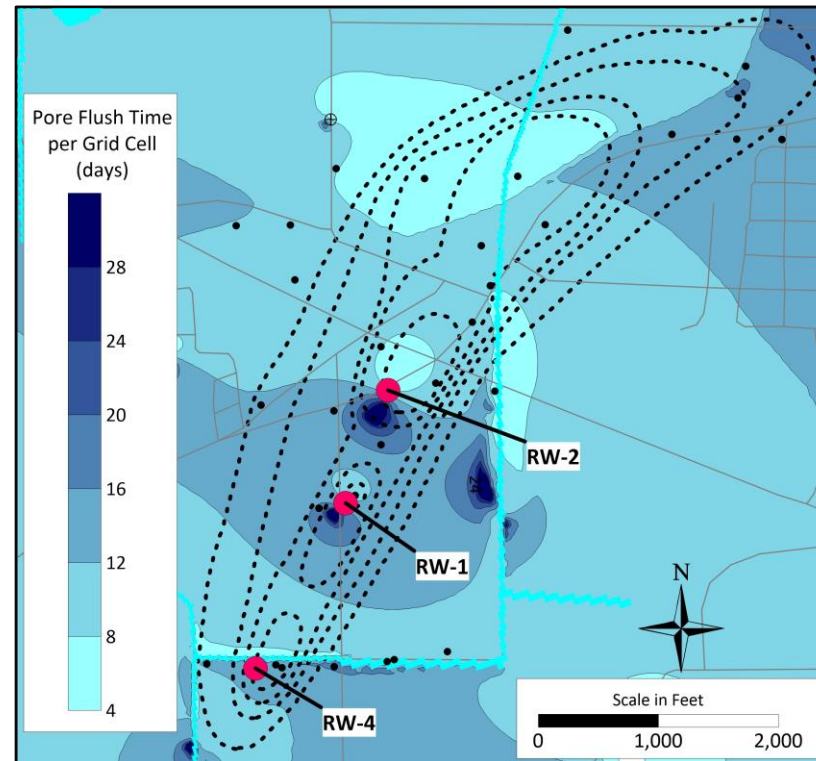 Pore Flush Time
per Grid Cell
(days)
28
24
20
16
12
8
4
24
RW-2
RW-1
RW-4
N
Scale in Feet
0 1,000 2,000